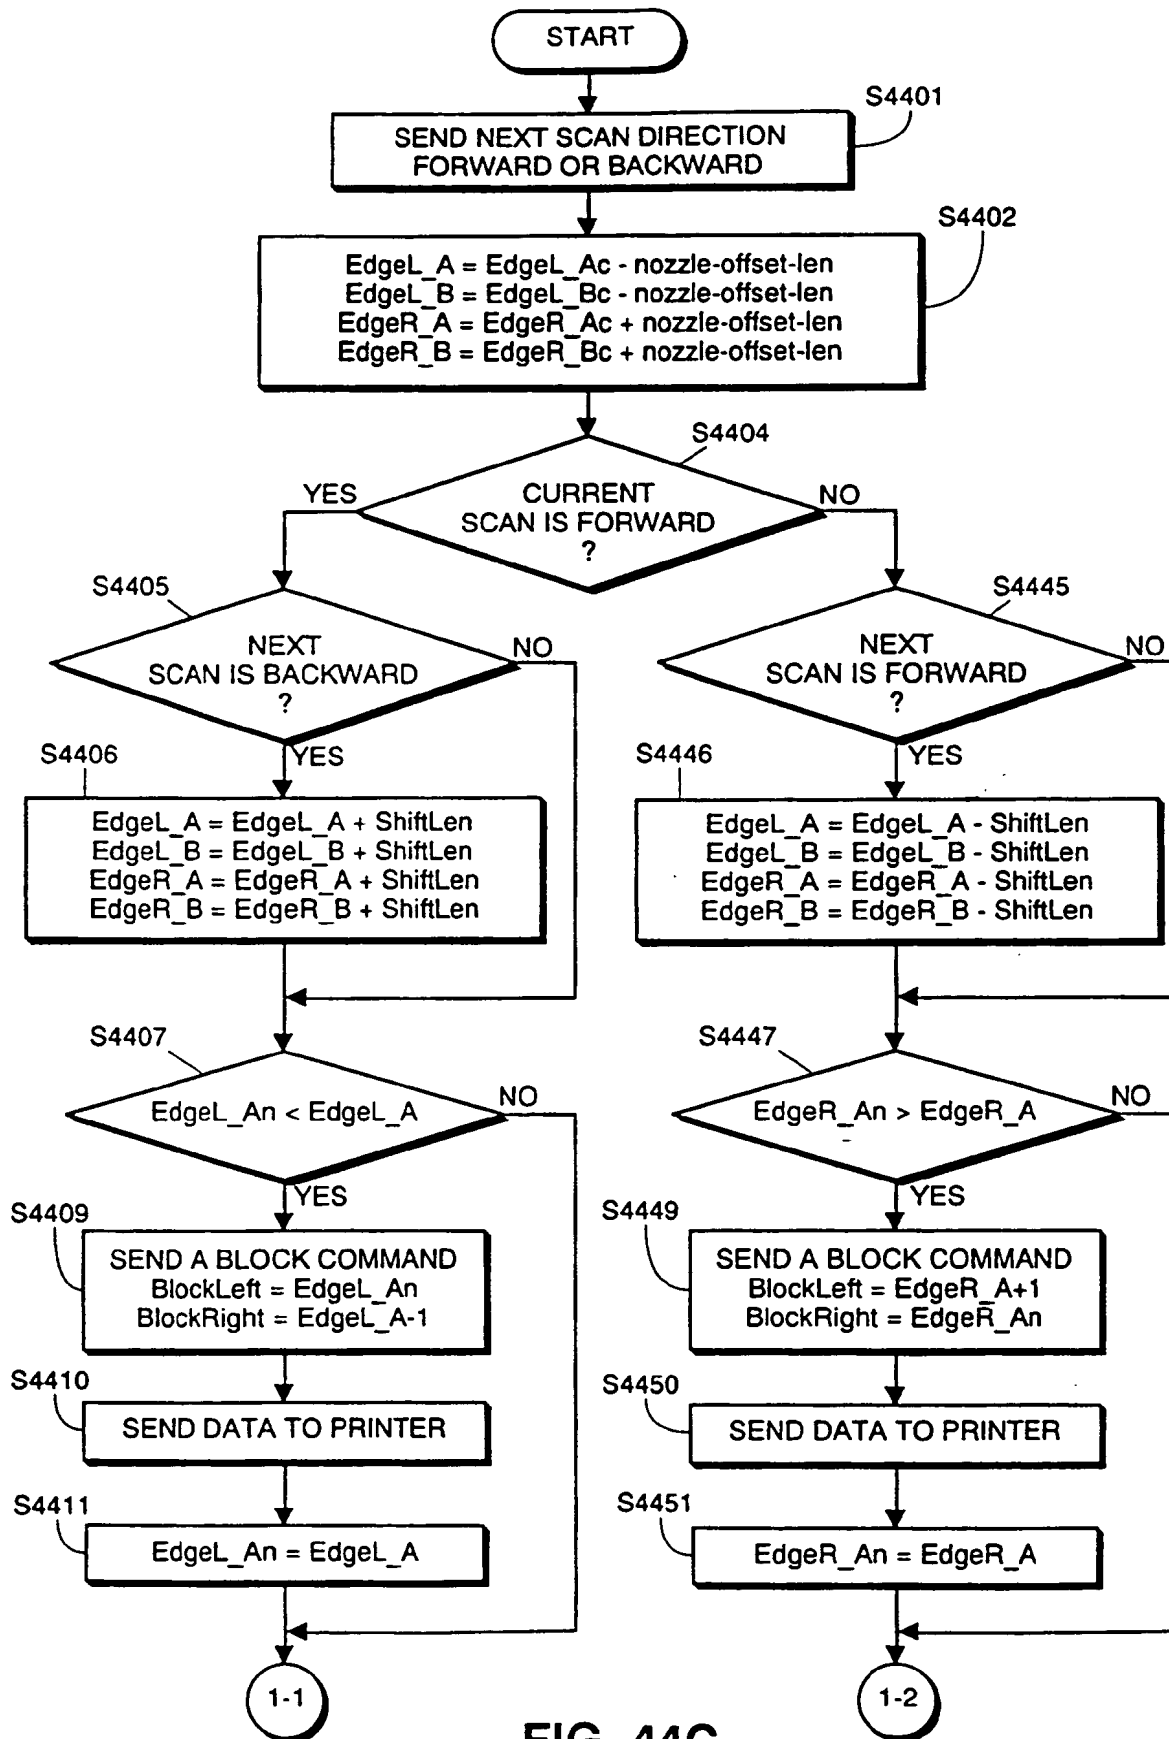 START
S4401
SEND NEXT SCAN DIRECTION
FORWARD OR BACKWARD
S4402
EdgeL_A = EdgeL_Ac - nozzle-offset-len
EdgeL_B = EdgeL_Bc - nozzle-offset-len
EdgeR_A = EdgeR_Ac + nozzle-offset-len
EdgeR_B = EdgeR_Bc + nozzle-offset-len
S4404
YES
CURRENT
SCAN IS FORWARD
?
NO
S4405
NEXT
SCAN IS BACKWARD
?
NO
YES
S4445
NEXT
SCAN IS FORWARD
?
NO
YES
S4406
EdgeL_A = EdgeL_A + ShiftLen
EdgeL_B = EdgeL_B + ShiftLen
EdgeR_A = EdgeR_A + ShiftLen
EdgeR_B = EdgeR_B + ShiftLen
S4446
EdgeL_A = EdgeL_A - ShiftLen
EdgeL_B = EdgeL_B - ShiftLen
EdgeR_A = EdgeR_A - ShiftLen
EdgeR_B = EdgeR_B - ShiftLen
S4407
EdgeL_An < EdgeL_A
NO
YES
S4447
EdgeR_An > EdgeR_A
NO
YES
S4409
SEND A BLOCK COMMAND
BlockLeft = EdgeL_An
BlockRight = EdgeL_A-1
S4449
SEND A BLOCK COMMAND
BlockLeft = EdgeR_A+1
BlockRight = EdgeR_An
S4410
SEND DATA TO PRINTER
S4450
SEND DATA TO PRINTER
S4411
EdgeL_An = EdgeL_A
S4451
EdgeR_An = EdgeR_A
1-1
1-2
FIG. 44C